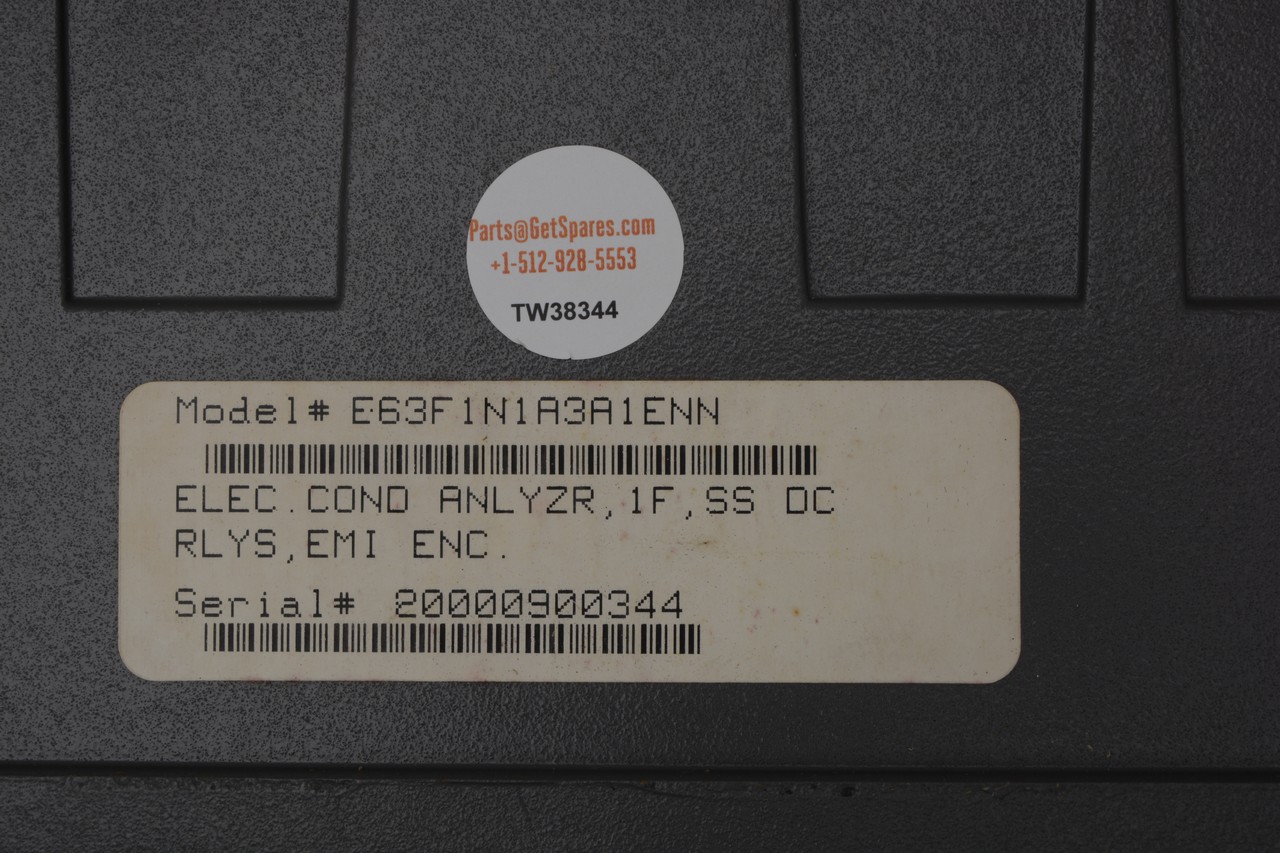 Parts@GetSpares.com
+1-512-928-5553
TW38344
Model# E63F1N1A3A1ENN
ELEC.COND ANLYZR,1F,SS DC
RLYS,EMI ENC.
Serial# 20000900344